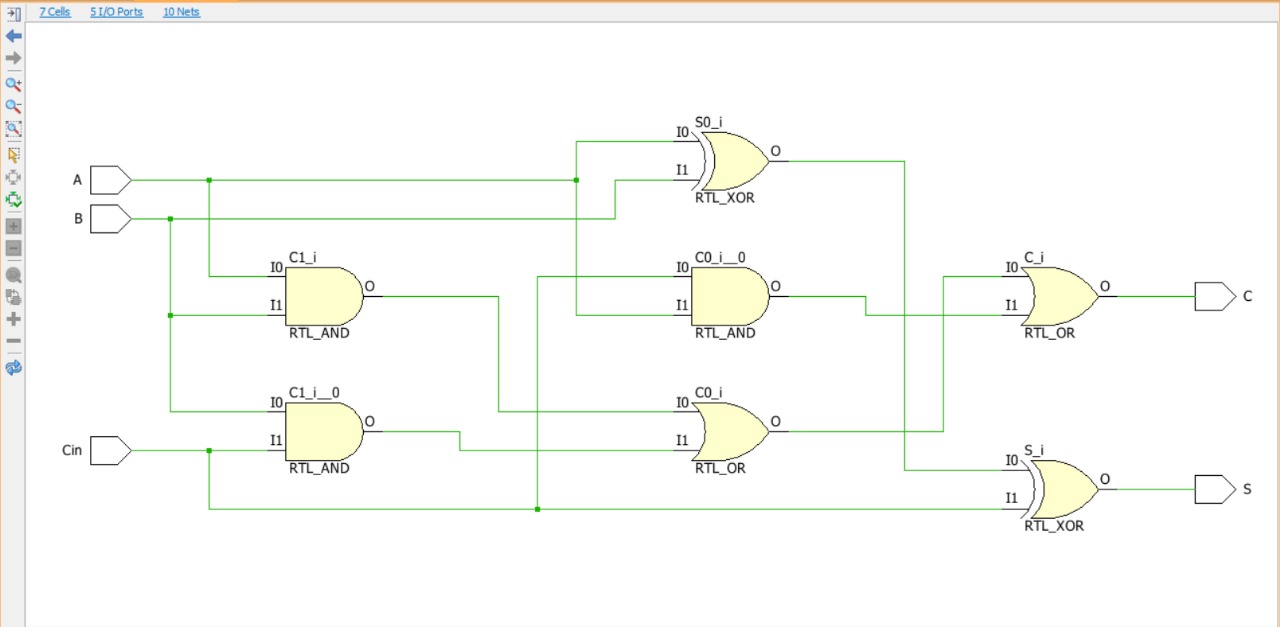 7 Cells 5 I/O Ports 10 Nets
S0_i
I0
O
I1
RTL_XOR
A
B
C1_i
I0
O
I1
RTL_AND
C0_i__0
I0
O
I1
RTL_AND
C_i
I0
O
I1
RTL_OR
C
C1_i__0
I0
O
I1
RTL_AND
Cin
C0_i
I0
O
I1
RTL_OR
S_i
I0
O
I1
RTL_XOR
S